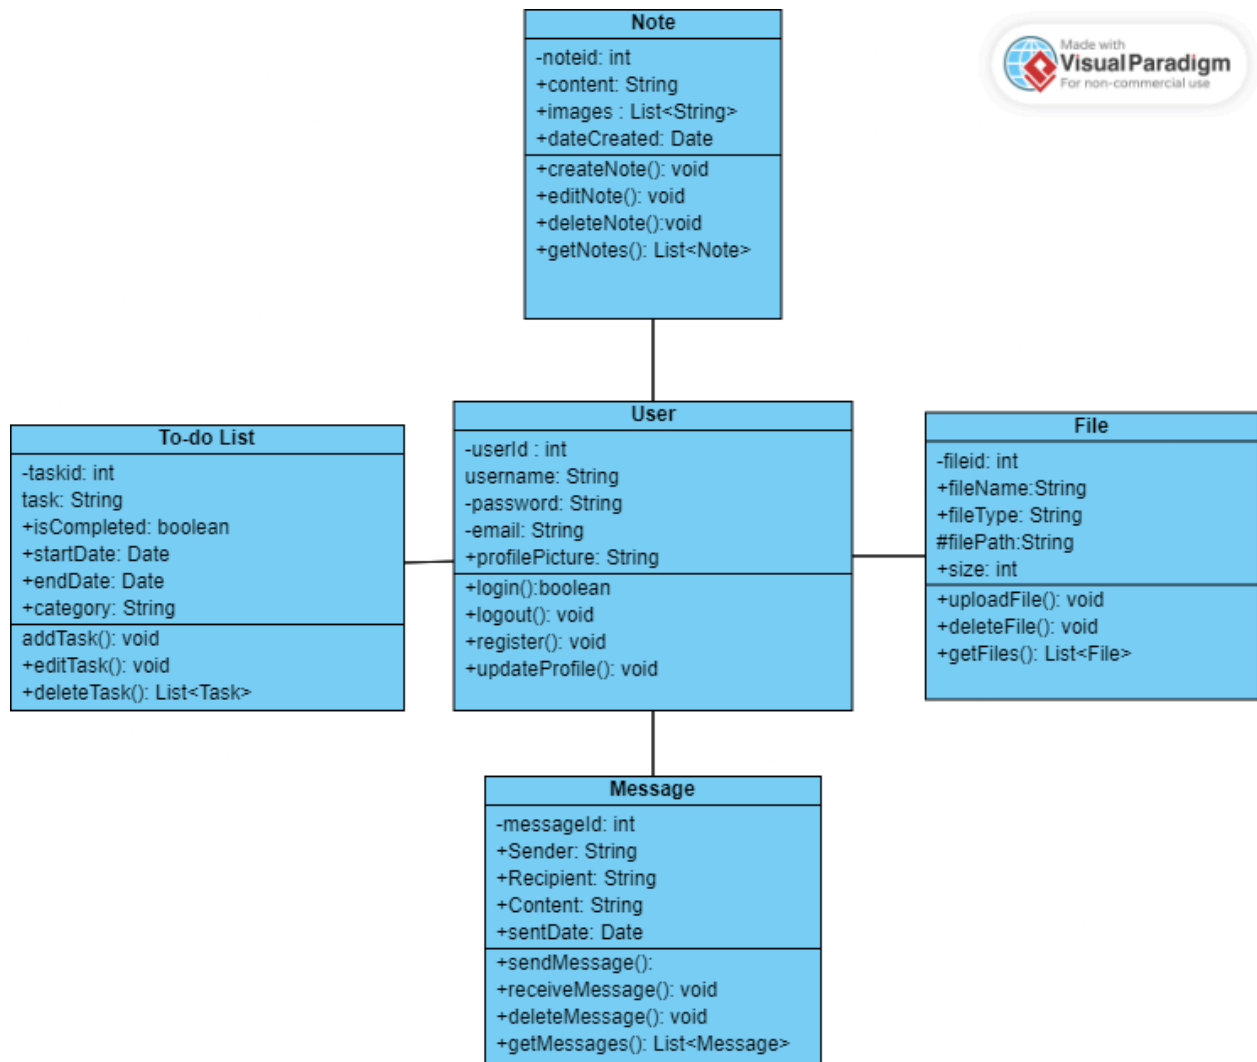 Note
-noteid: int
+content: String
+images : List<String>
+dateCreated: Date
+createNote(): void
+editNote(): void
+deleteNote():void
+getNotes(): List<Note>
Made with
Visual Paradigm
For non-commercial use
To-do List
-taskid: int
task: String
+isCompleted: boolean
+startDate: Date
+endDate: Date
+category: String
addTask(): void
+editTask(): void
+deleteTask(): List<Task>
User
-userId : int
username: String
-password: String
-email: String
+profilePicture: String
+login():boolean
+logout(): void
+register(): void
+updateProfile(): void
File
-fileid: int
+fileName:String
+fileType: String
#filePath:String
+size: int
+uploadFile(): void
+deleteFile(): void
+getFiles(): List<File>
Message
-messageId: int
+Sender: String
+Recipient: String
+Content: String
+sentDate: Date
+sendMessage():
+receiveMessage(): void
+deleteMessage(): void
+getMessages(): List<Message>